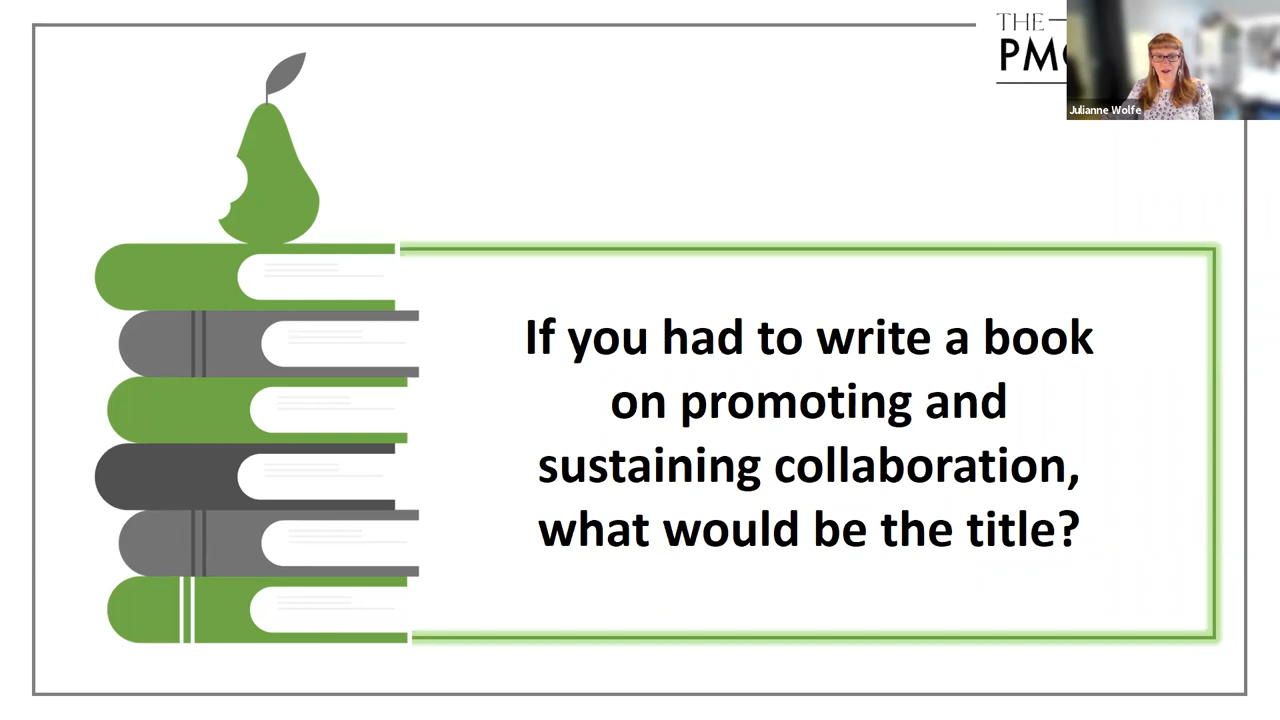 THE
PMO
Julianne Wolfe
If you had to write a book
on promoting and
sustaining collaboration,
what would be the title?